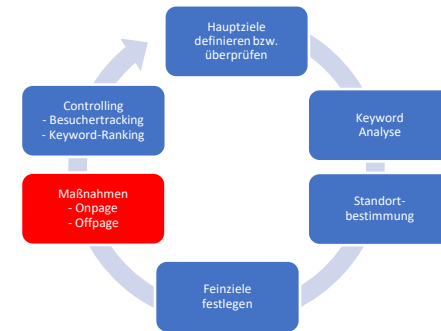 Hauptziele
definieren bzw.
überprüfen
Keyword
Analyse
Standort-
bestimmung
Feinziele
festlegen
Maßnahmen
- Onpage
- Offpage
Controlling
- Besuchertracking
- Keyword-Ranking